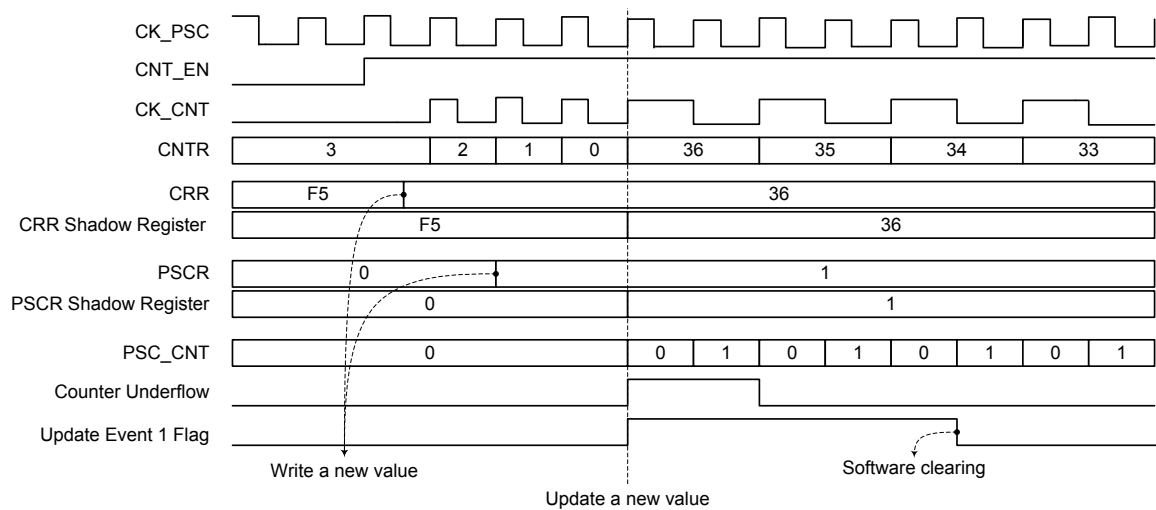 CK_PSC
CNT_EN
CK_CNT
CNTR 3 2 1 0 36 35 34 33
CRR F5 36
CRR Shadow Register F5 36
PSCR 0 1
PSCR Shadow Register 0 1
PSC_CNT 0 0 1 0 1 0 1 0 1
Counter Underflow
Update Event 1 Flag
Write a new value Software clearing
Update a new value